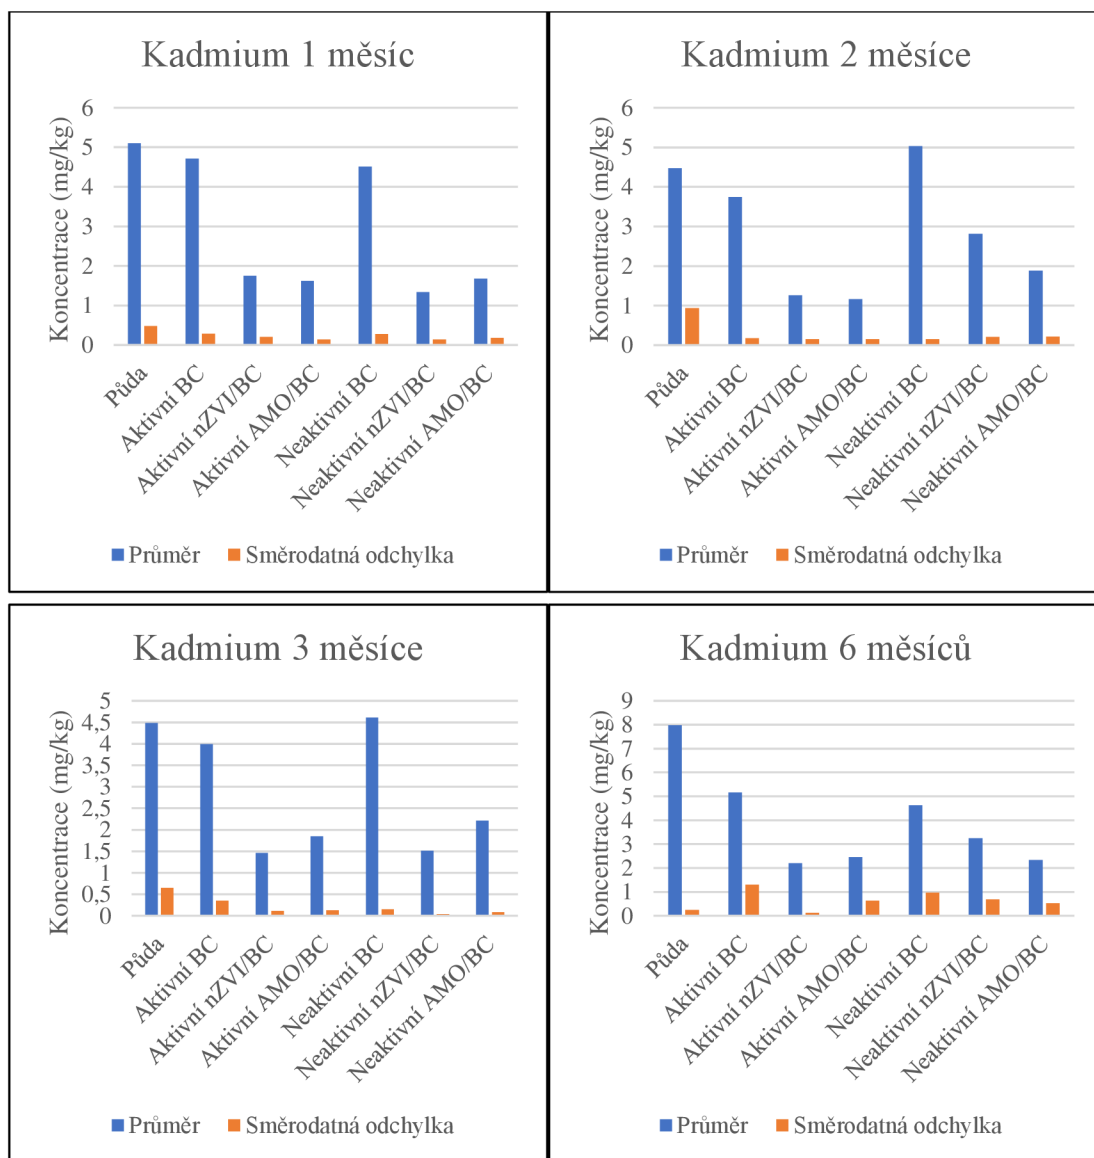 Kadmium 1 měsíc
Koncentrace (mg/kg)
6
5
4
3
2
1
0
Půda
Aktivní BC
Aktivní nZVI/BC
Aktivní AMO/BC
Neaktivní BC
Neaktivní nZVI/BC
Neaktivní AMO/BC
Průměr Směrodatná odchylka
Kadmium 2 měsíce
Koncentrace (mg/kg)
6
5
4
3
2
1
0
Půda
Aktivní BC
Aktivní nZVI/BC
Aktivní AMO/BC
Neaktivní BC
Neaktivní nZVI/BC
Neaktivní AMO/BC
Průměr Směrodatná odchylka
Kadmium 3 měsíce
Koncentrace (mg/kg)
5
4,5
4
3,5
3
2,5
2
1,5
1
0,5
0
Půda
Aktivní BC
Aktivní nZVI/BC
Aktivní AMO/BC
Neaktivní BC
Neaktivní nZVI/BC
Neaktivní AMO/BC
Průměr Směrodatná odchylka
Kadmium 6 měsíců
Koncentrace (mg/kg)
9
8
7
6
5
4
3
2
1
0
Půda
Aktivní BC
Aktivní nZVI/BC
Aktivní AMO/BC
Neaktivní BC
Neaktivní nZVI/BC
Neaktivní AMO/BC
Průměr Směrodatná odchylka